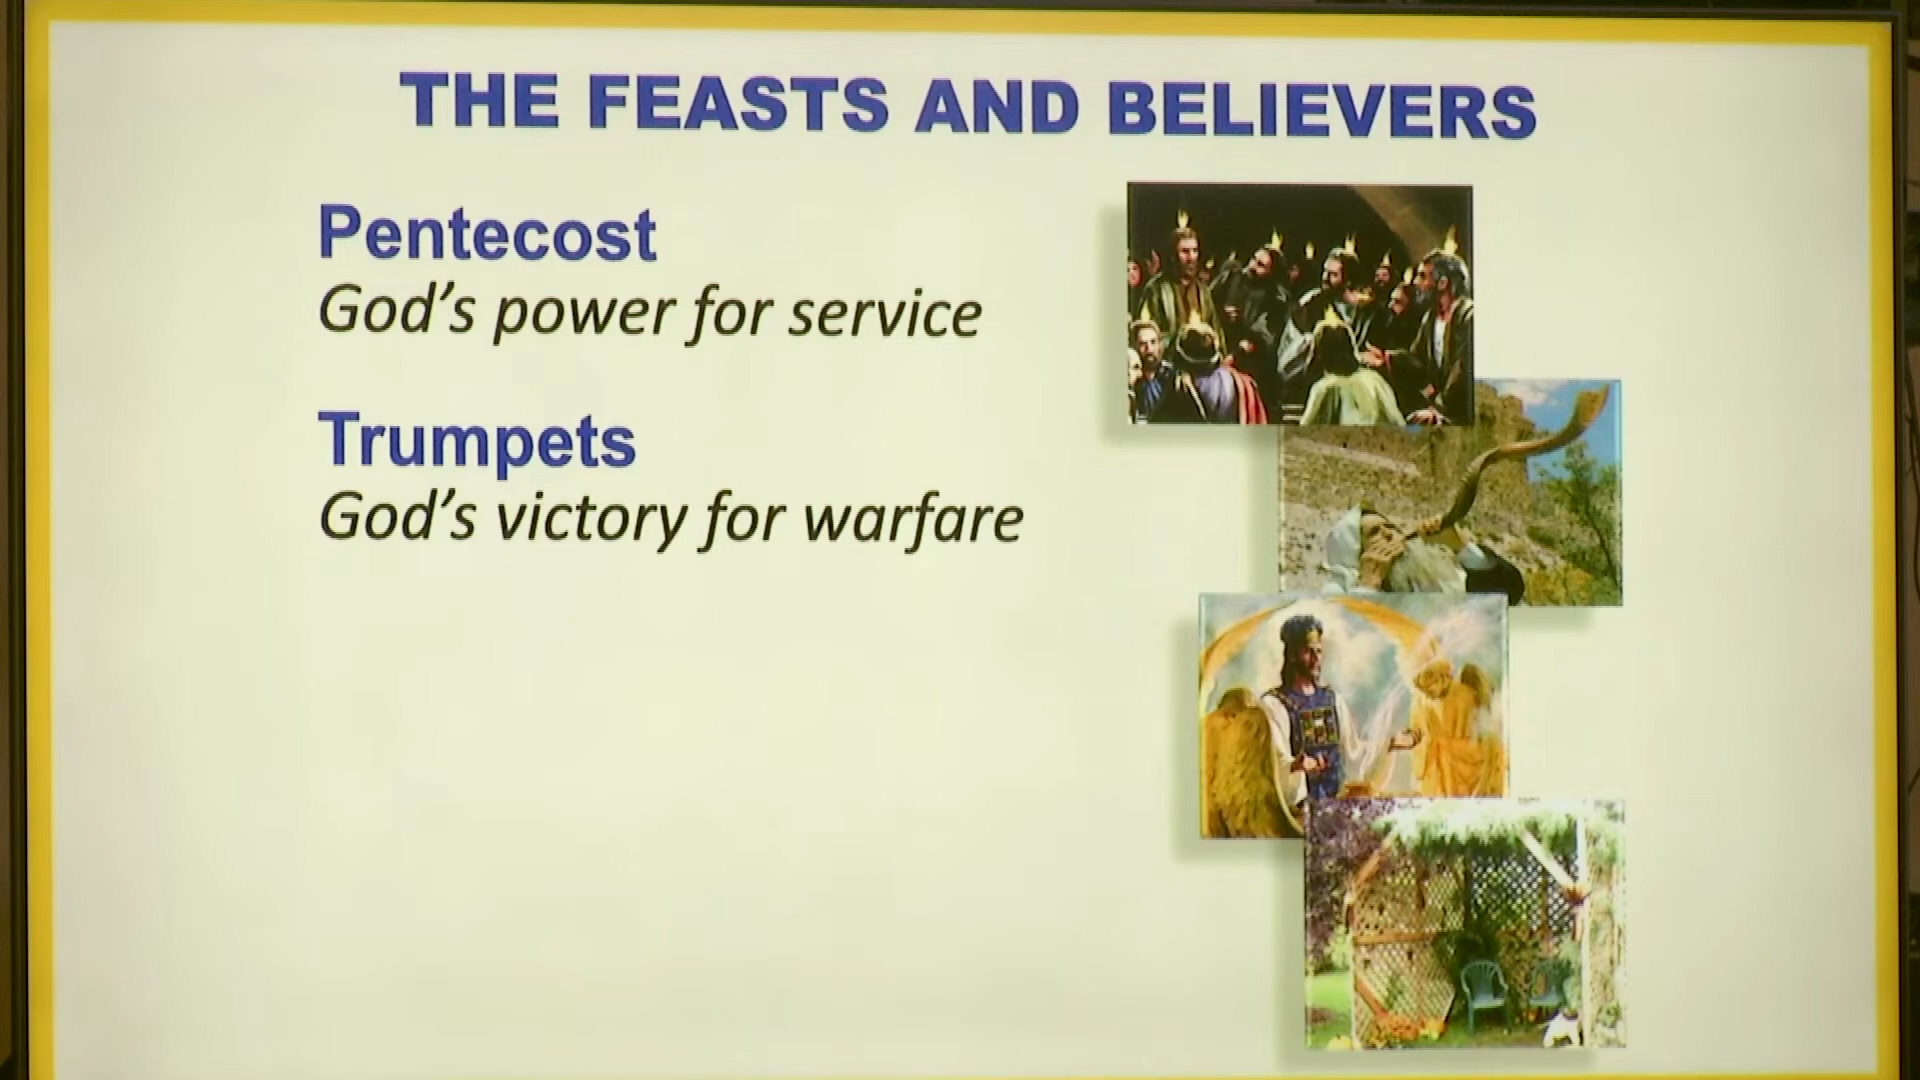 THE FEASTS AND BELIEVERS
Pentecost
God’s power for service
Trumpets
God’s victory for warfare